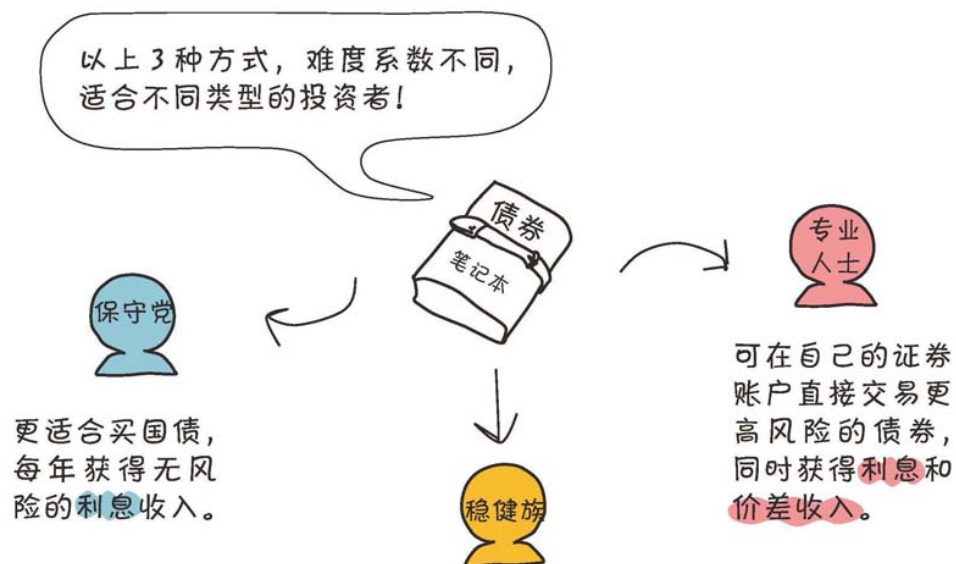 以上3种方式，难度系数不同，
适合不同类型的投资者！
债券
笔记本
保守党
更适合买国债，
每年获得无风
险的利息收入。
稳健族
专业
人士
可在自己的证券
账户直接交易更
高风险的债券，
同时获得利息和
价差收入。